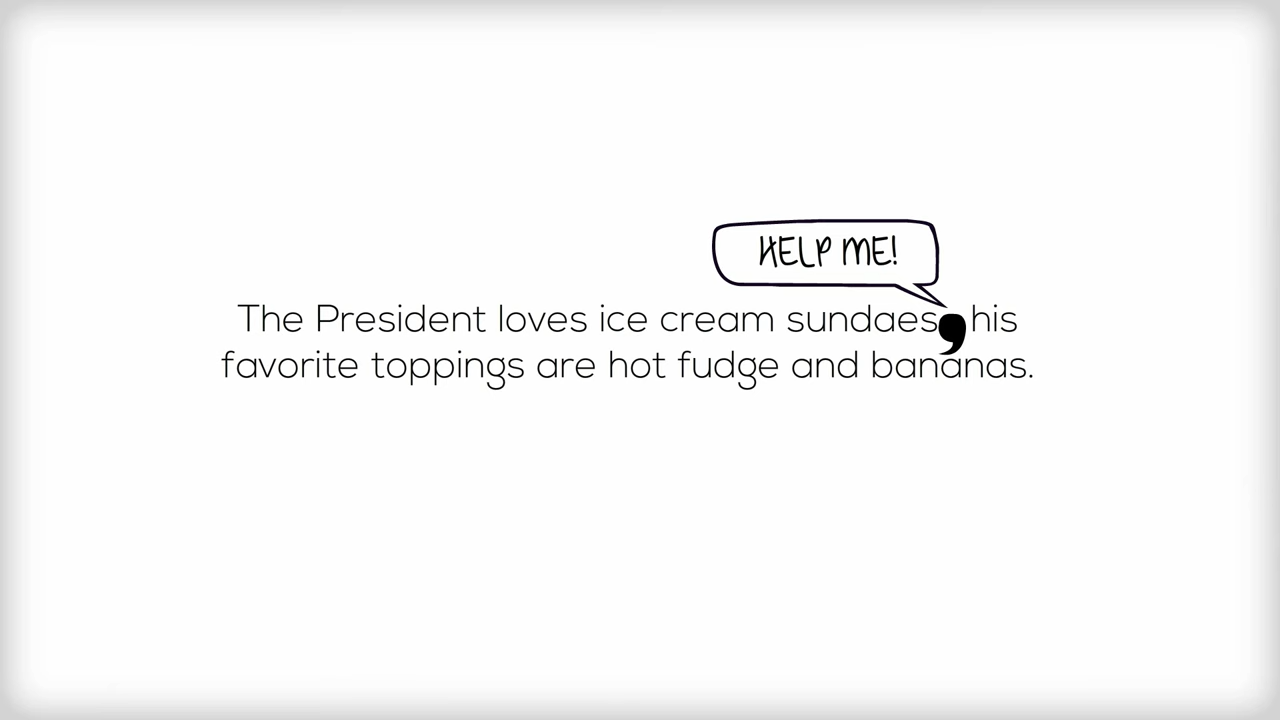 HELP ME!
The President loves ice cream sundaes, his
favorite toppings are hot fudge and bananas.